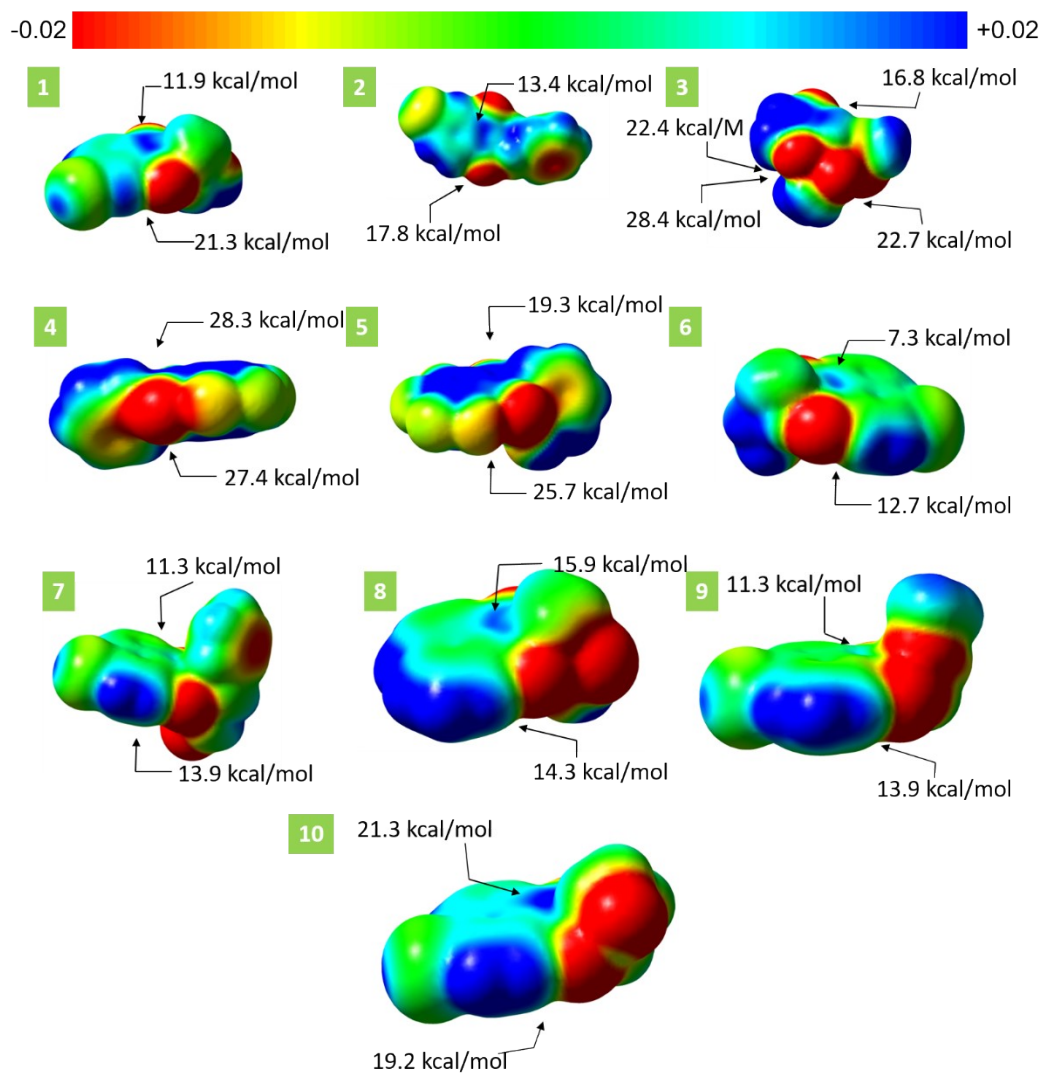 -0.02 +0.02
1
11.9 kcal/mol
21.3 kcal/mol
2
13.4 kcal/mol
17.8 kcal/mol
3
16.8 kcal/mol
22.4 kcal/M
28.4 kcal/mol
22.7 kcal/mol
4
28.3 kcal/mol
27.4 kcal/mol
5
19.3 kcal/mol
25.7 kcal/mol
6
7.3 kcal/mol
12.7 kcal/mol
7
11.3 kcal/mol
13.9 kcal/mol
8
15.9 kcal/mol
14.3 kcal/mol
9
11.3 kcal/mol
13.9 kcal/mol
10
21.3 kcal/mol
19.2 kcal/mol